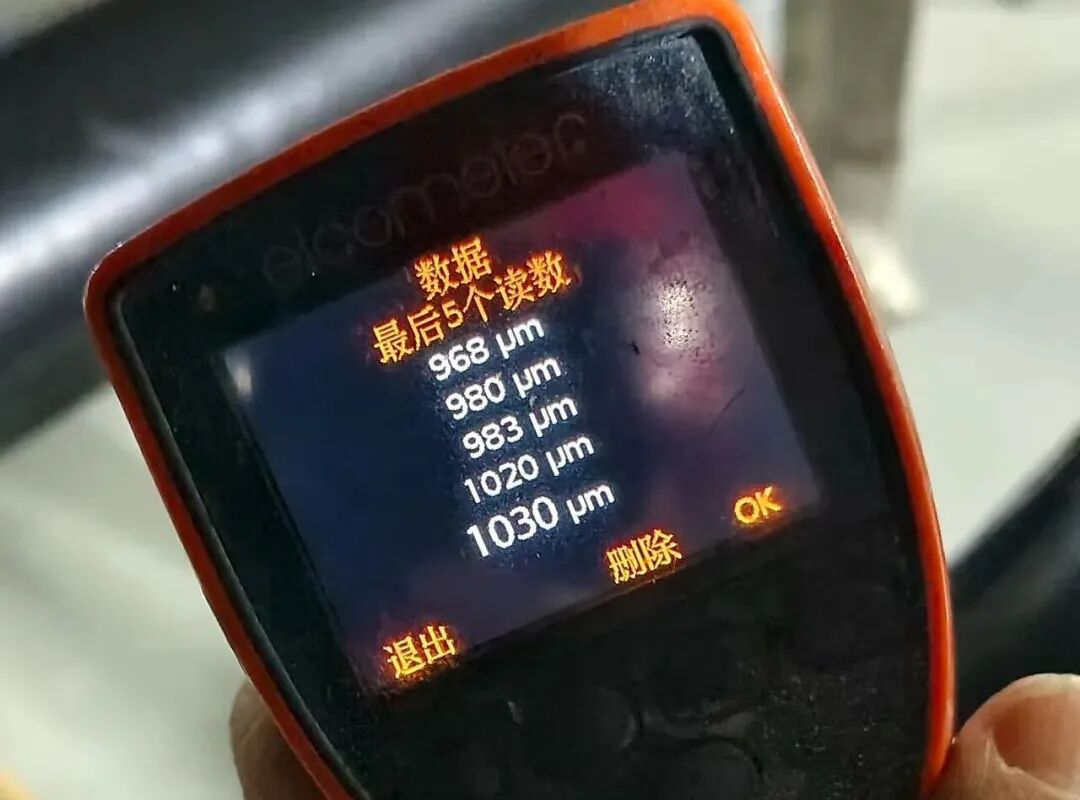 elcometer
数据
最后5个读数
968 µm
980 µm
983 µm
1020 µm
1030 µm
OK
删除
退出